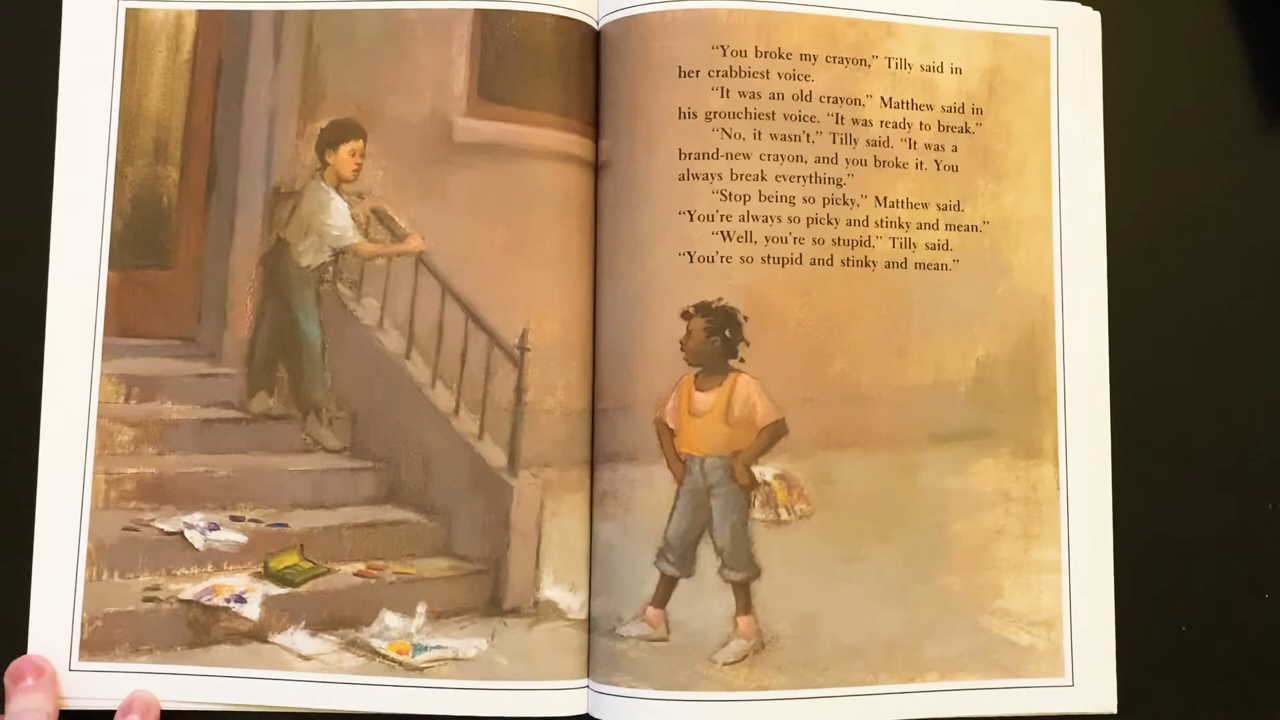 “You broke my crayon,” Tilly said in
her crabbiest voice.
“It was an old crayon,” Matthew said in
his grouchiest voice. “It was ready to break.”
“No, it wasn’t,” Tilly said. “It was a
brand-new crayon, and you broke it. You
always break everything.”
“Stop being so picky,” Matthew said.
“You’re always so picky and stinky and mean.”
“Well, you’re so stupid,” Tilly said.
“You’re so stupid and stinky and mean.”